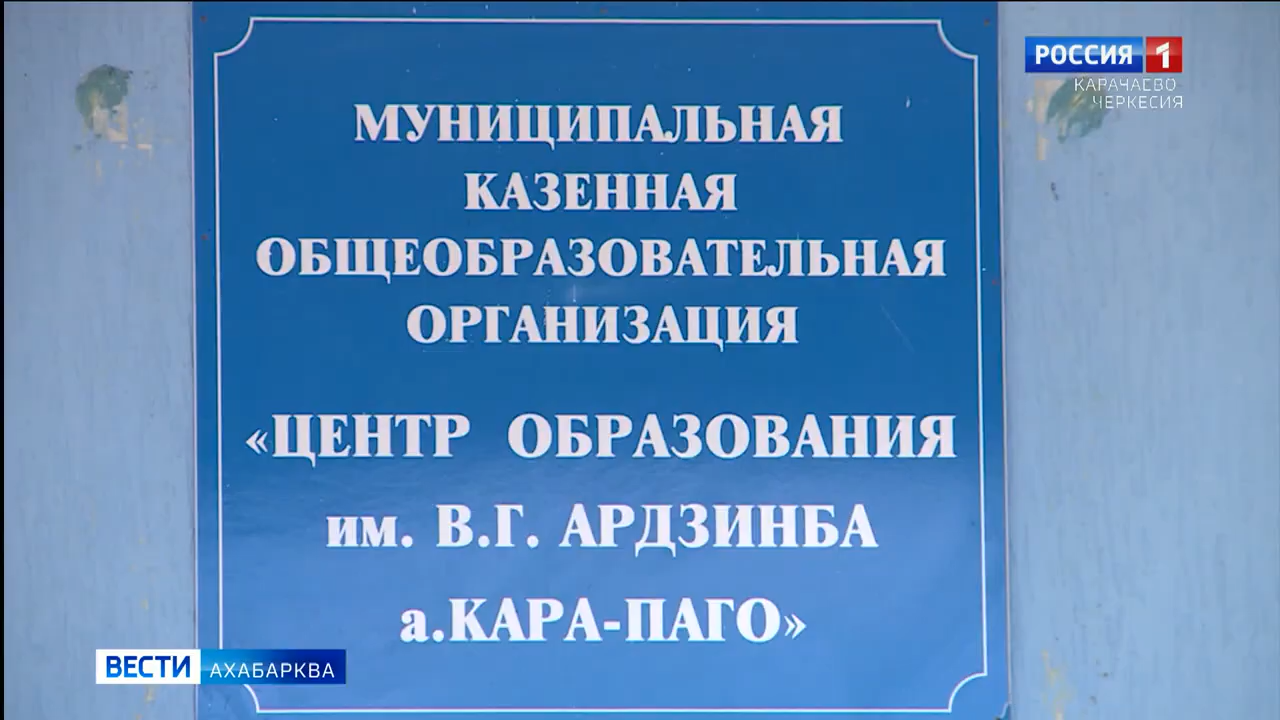 РОССИЯ 1
КАРАЧАЕВО
ЧЕРКЕСИЯ
МУНИЦИПАЛЬНАЯ
КАЗЕННАЯ
ОБЩЕОБРАЗОВАТЕЛЬНАЯ
ОРГАНИЗАЦИЯ
«ЦЕНТР ОБРАЗОВАНИЯ
им. В.Г. АРДЗИНБА
а.КАРА-ПАГО»
ВЕСТИ АХАБАРКВА